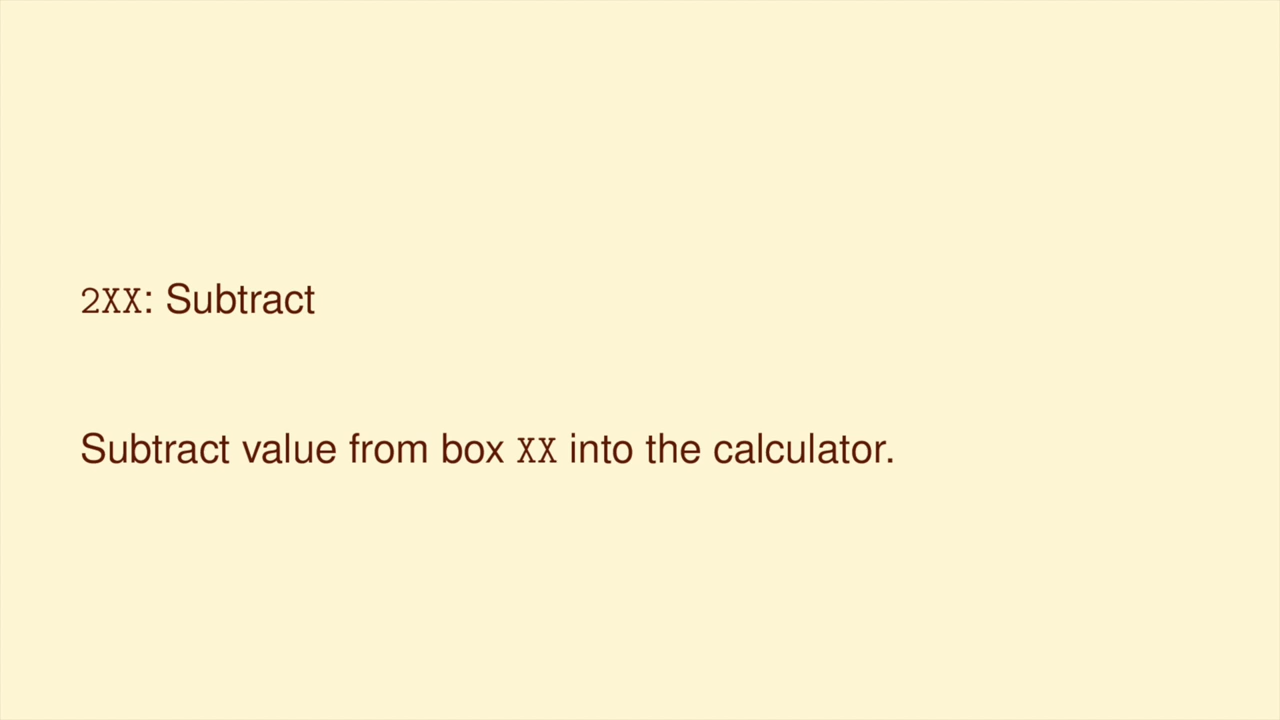 2XX: Subtract
Subtract value from box XX into the calculator.